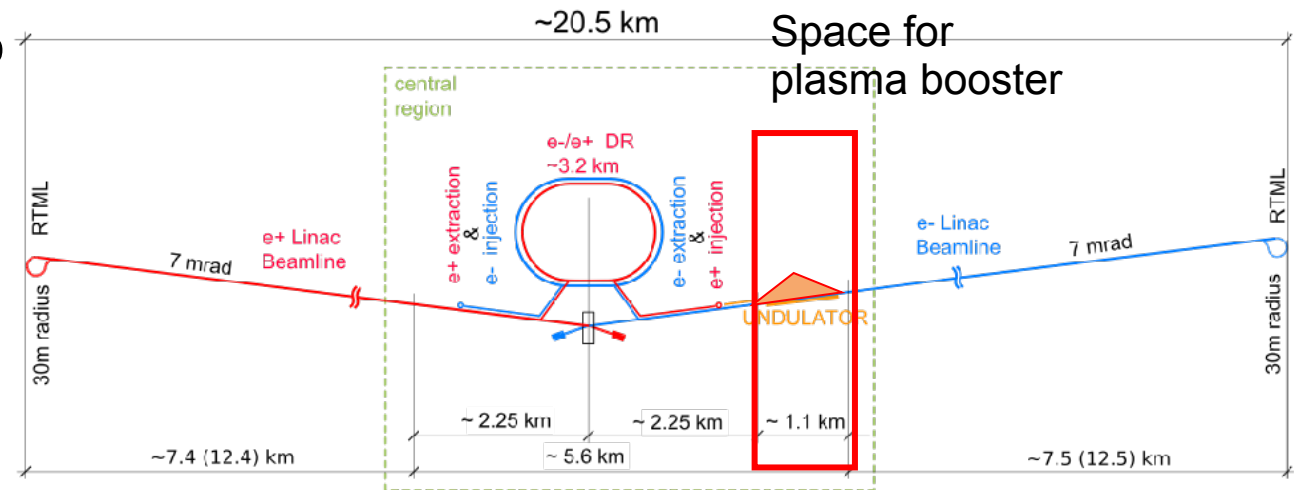 ~20.5 km
Space for
plasma booster
central
region
e-/e+ DR
~3.2 km
e+ extraction
&
e- injection
e- extraction
&
e+ injection
RTML
30m radius
7 mrad
e+ Linac
Beamline
e- Linac
Beamline
7 mrad
RTML
30m radius
UNDULATOR
~ 2.25 km
~ 2.25 km
~ 1.1 km
~7.4 (12.4) km
~ 5.6 km
~7.5 (12.5) km